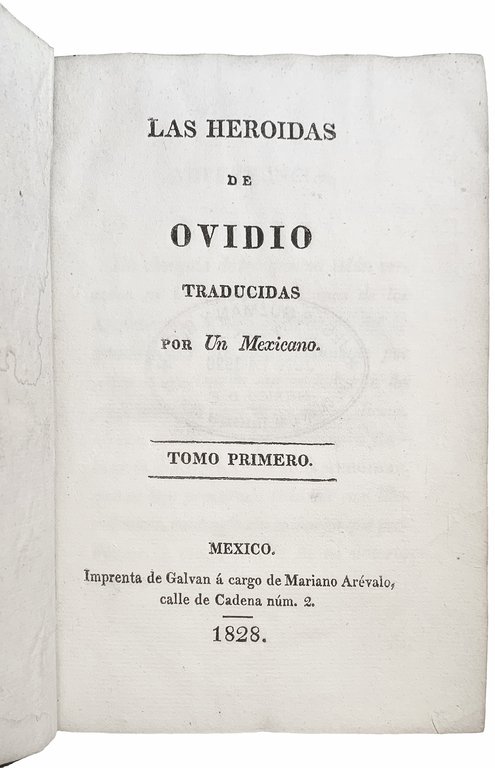 LAS HEROIDAS
DE
OVIDIO
TRADUCIDAS
POR Un Mexicano.
TOMO PRIMERO.
MEXICO.
Imprenta de Galvan á cargo de Mariano Arévalo,
calle de Cadena núm. 2.
1828.